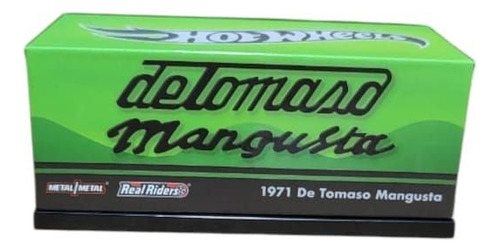 HOT WHEELS
deTomaso
Mangusta
METAL/METAL Real Riders 1971 De Tomaso Mangusta